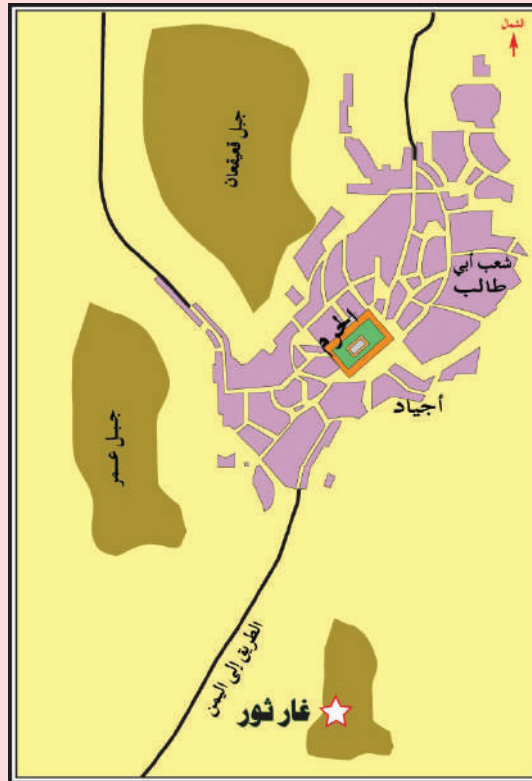 الشمال
جبل قعيقعان
شعب أبي
طالب
الحرم
أجياد
جبل عمر
الطريق إلى اليمن
غار ثور